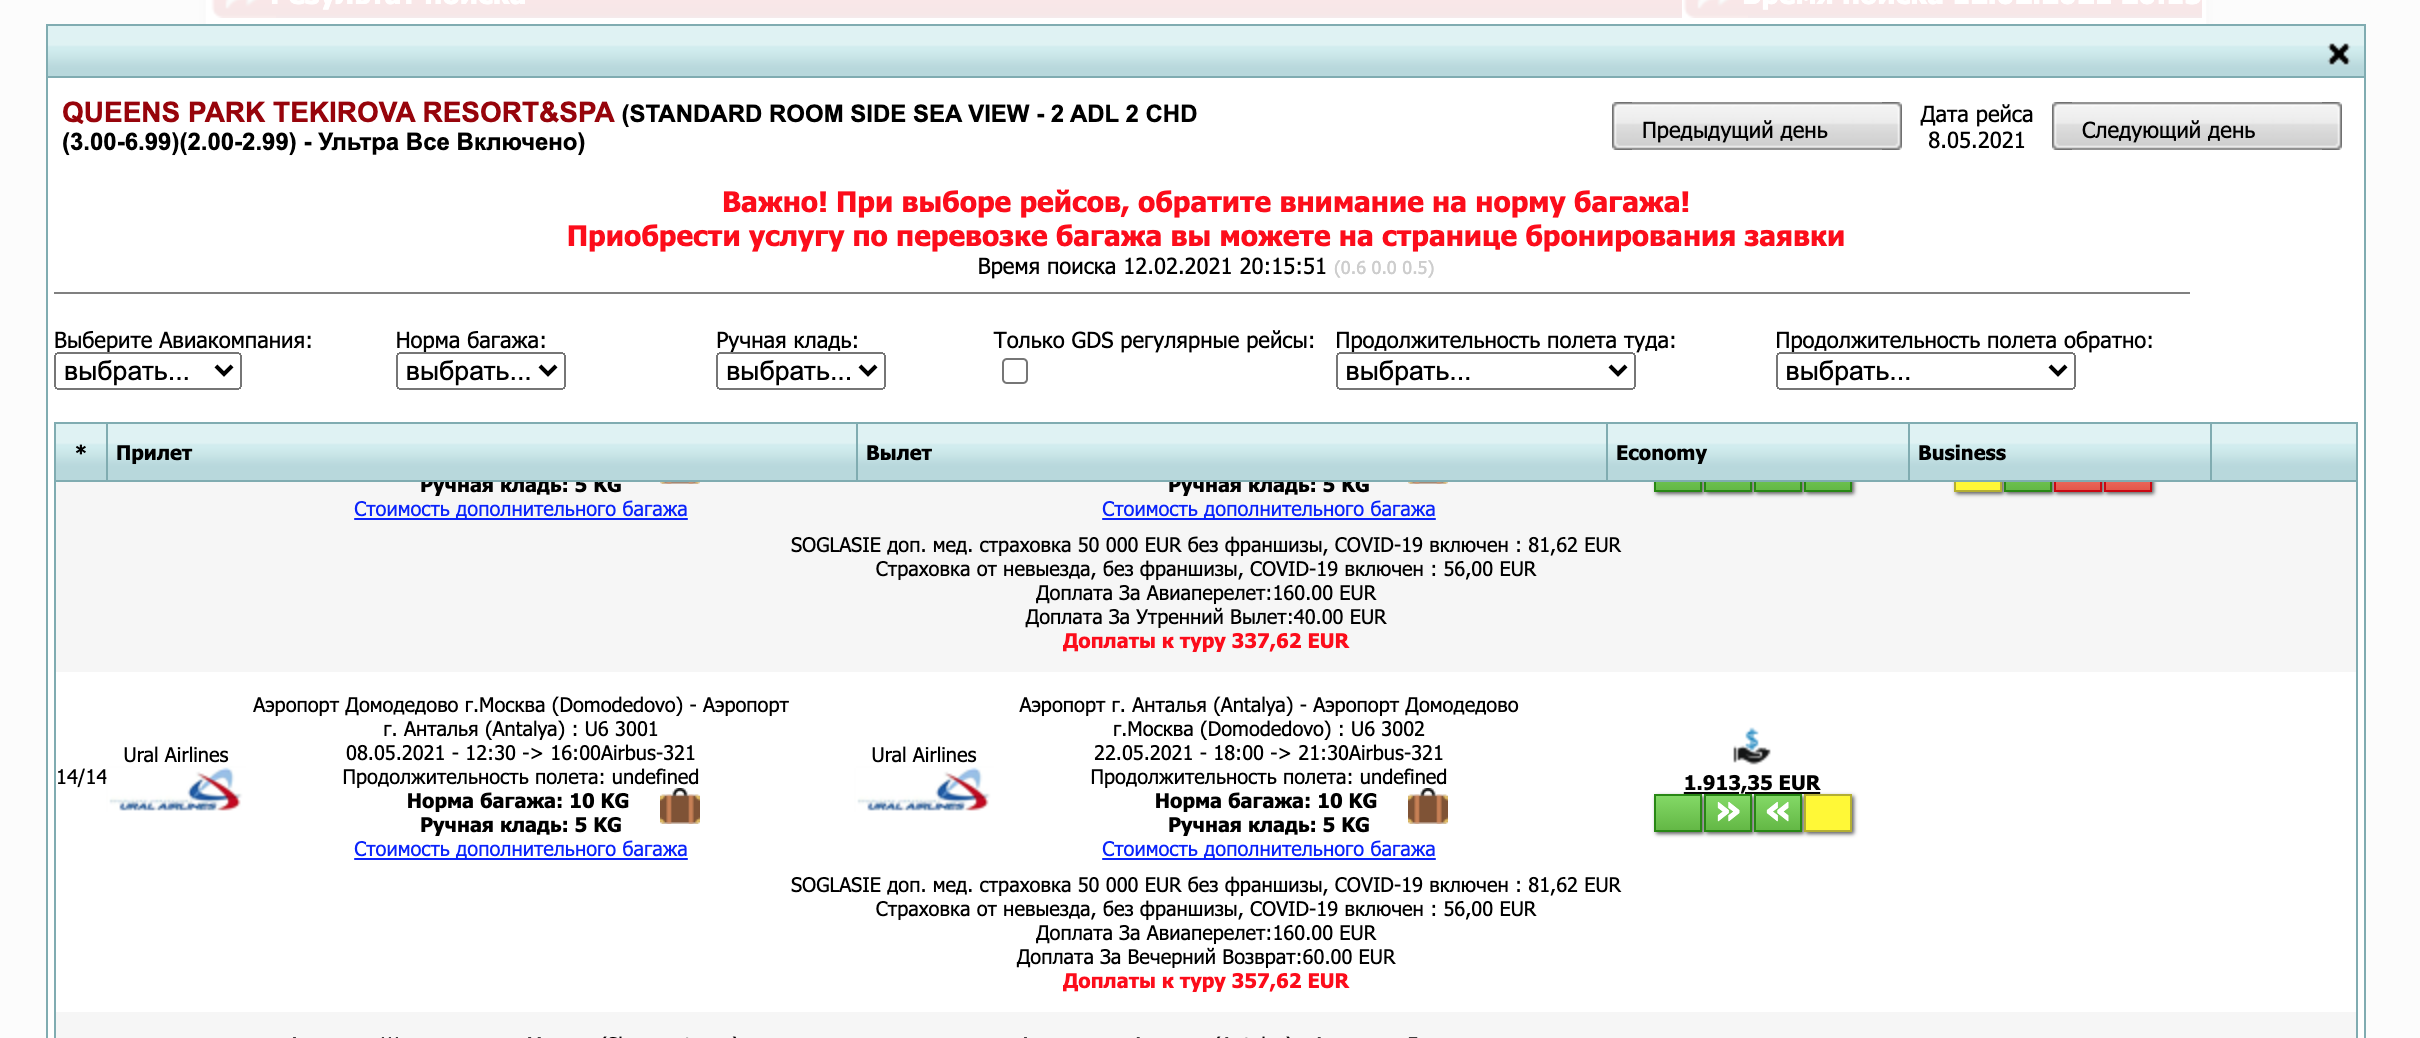 QUEENS PARK TEKIROVA RESORT&SPA (STANDARD ROOM SIDE SEA VIEW - 2 ADL 2 CHD
(3.00-6.99)(2.00-2.99) - Ультра Все Включено)
Предыдущий день
Дата рейса
8.05.2021
Следующий день
Важно! При выборе рейсов, обратите внимание на норму багажа!
Приобрести услугу по перевозке багажа вы можете на странице бронирования заявки
Время поиска 12.02.2021 20:15:51 (0.6 0.0 0.5)
Выберите Авиакомпания: Норма багажа: Ручная кладь: Только GDS регулярные рейсы: Продолжительность полета туда: Продолжительность полета обратно:
выбрать... выбрать... выбрать... выбрать... выбрать...
* Прилет Вылет Economy Business
Ручная кладь: 5 KG Ручная кладь: 5 KG
Стоимость дополнительного багажа Стоимость дополнительного багажа
SOGLASIE доп. мед. страховка 50 000 EUR без франшизы, COVID-19 включен : 81,62 EUR
Страховка от невыезда, без франшизы, COVID-19 включен : 56,00 EUR
Доплата За Авиаперелет:160.00 EUR
Доплата За Утренний Вылет:40.00 EUR
Доплаты к туру 337,62 EUR
14/14
Ural Airlines
URAL AIRLINES
Аэропорт Домодедово г.Москва (Domodedovo) - Аэропорт
г. Анталья (Antalya) : U6 3001
08.05.2021 - 12:30 -> 16:00Airbus-321
Продолжительность полета: undefined
Норма багажа: 10 KG
Ручная кладь: 5 KG
Стоимость дополнительного багажа
Ural Airlines
URAL AIRLINES
Аэропорт г. Анталья (Antalya) - Аэропорт Домодедово
г.Москва (Domodedovo) : U6 3002
22.05.2021 - 18:00 -> 21:30Airbus-321
Продолжительность полета: undefined
Норма багажа: 10 KG
Ручная кладь: 5 KG
Стоимость дополнительного багажа
1.913,35 EUR
SOGLASIE доп. мед. страховка 50 000 EUR без франшизы, COVID-19 включен : 81,62 EUR
Страховка от невыезда, без франшизы, COVID-19 включен : 56,00 EUR
Доплата За Авиаперелет:160.00 EUR
Доплата За Вечерний Возврат:60.00 EUR
Доплаты к туру 357,62 EUR